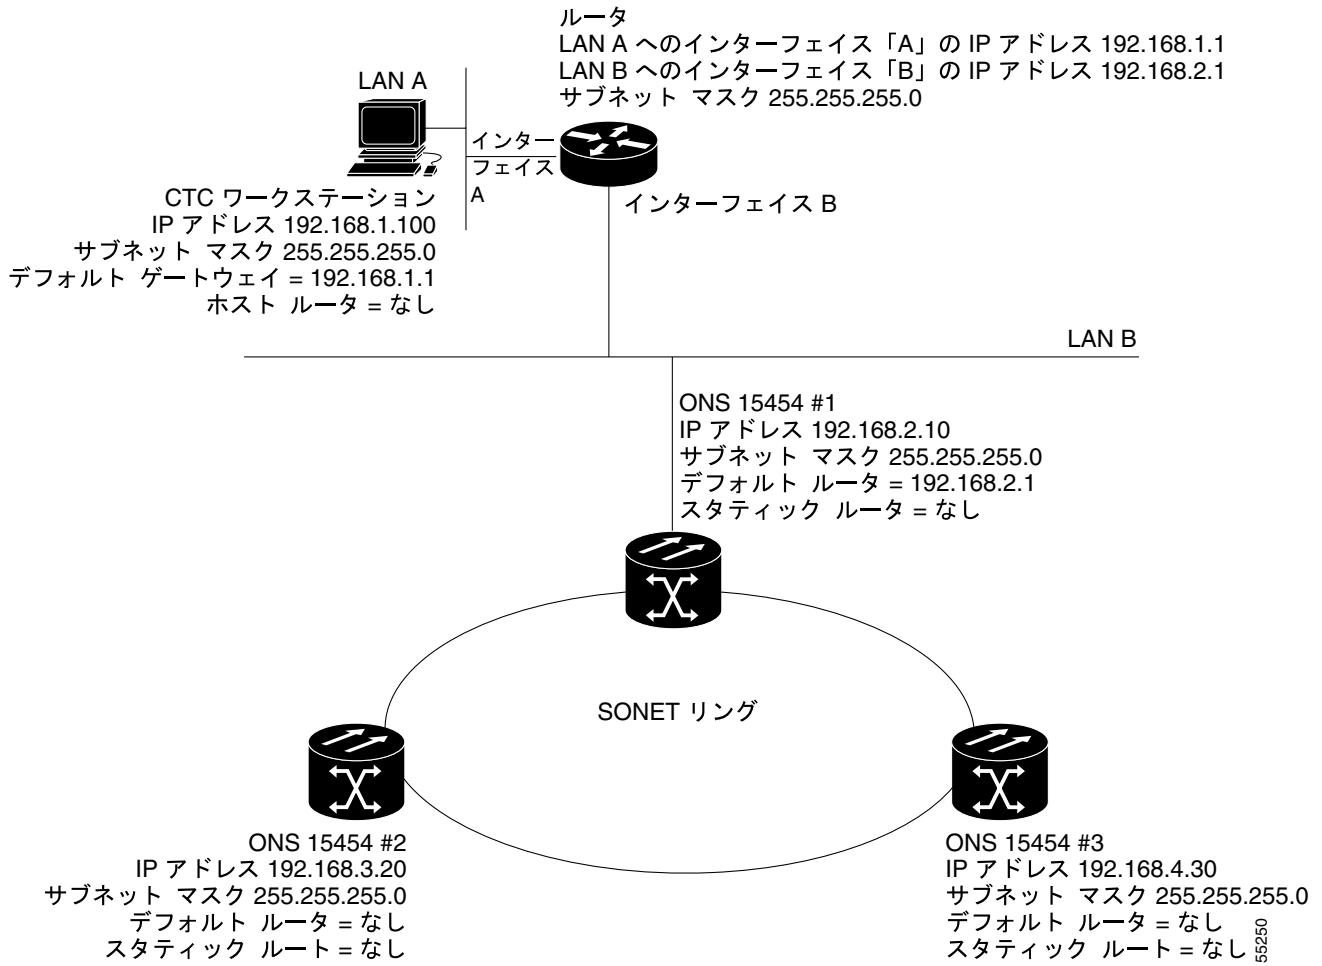 ルータ
LAN A へのインターフェイス「A」の IP アドレス 192.168.1.1
LAN B へのインターフェイス「B」の IP アドレス 192.168.2.1
サブネット マスク 255.255.255.0
LAN A
インター
フェイス
A
インターフェイス B
CTC ワークステーション
IP アドレス 192.168.1.100
サブネット マスク 255.255.255.0
デフォルト ゲートウェイ = 192.168.1.1
ホスト ルータ = なし
LAN B
ONS 15454 #1
IP アドレス 192.168.2.10
サブネット マスク 255.255.255.0
デフォルト ルータ = 192.168.2.1
スタティック ルータ = なし
SONET リング
ONS 15454 #2
IP アドレス 192.168.3.20
サブネット マスク 255.255.255.0
デフォルト ルータ = なし
スタティック ルート = なし
ONS 15454 #3
IP アドレス 192.168.4.30
サブネット マスク 255.255.255.0
デフォルト ルータ = なし
スタティック ルート = なし
55250